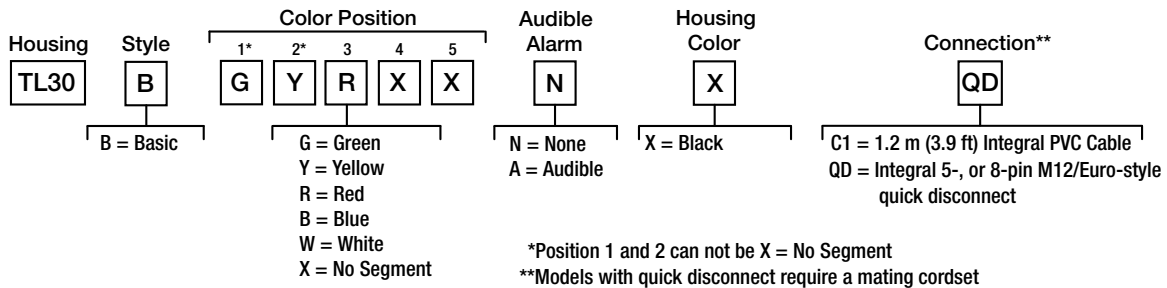 Color Position
Audible Alarm
Housing Color
Housing
Style
1* 2* 3 4 5
Connection**
TL30 B G Y R X X N X QD
B = Basic
G = Green
Y = Yellow
R = Red
B = Blue
W = White
X = No Segment
N = None
A = Audible
X = Black
C1 = 1.2 m (3.9 ft) Integral PVC Cable
QD = Integral 5-, or 8-pin M12/Euro-style
quick disconnect
*Position 1 and 2 can not be X = No Segment
**Models with quick disconnect require a mating cordset